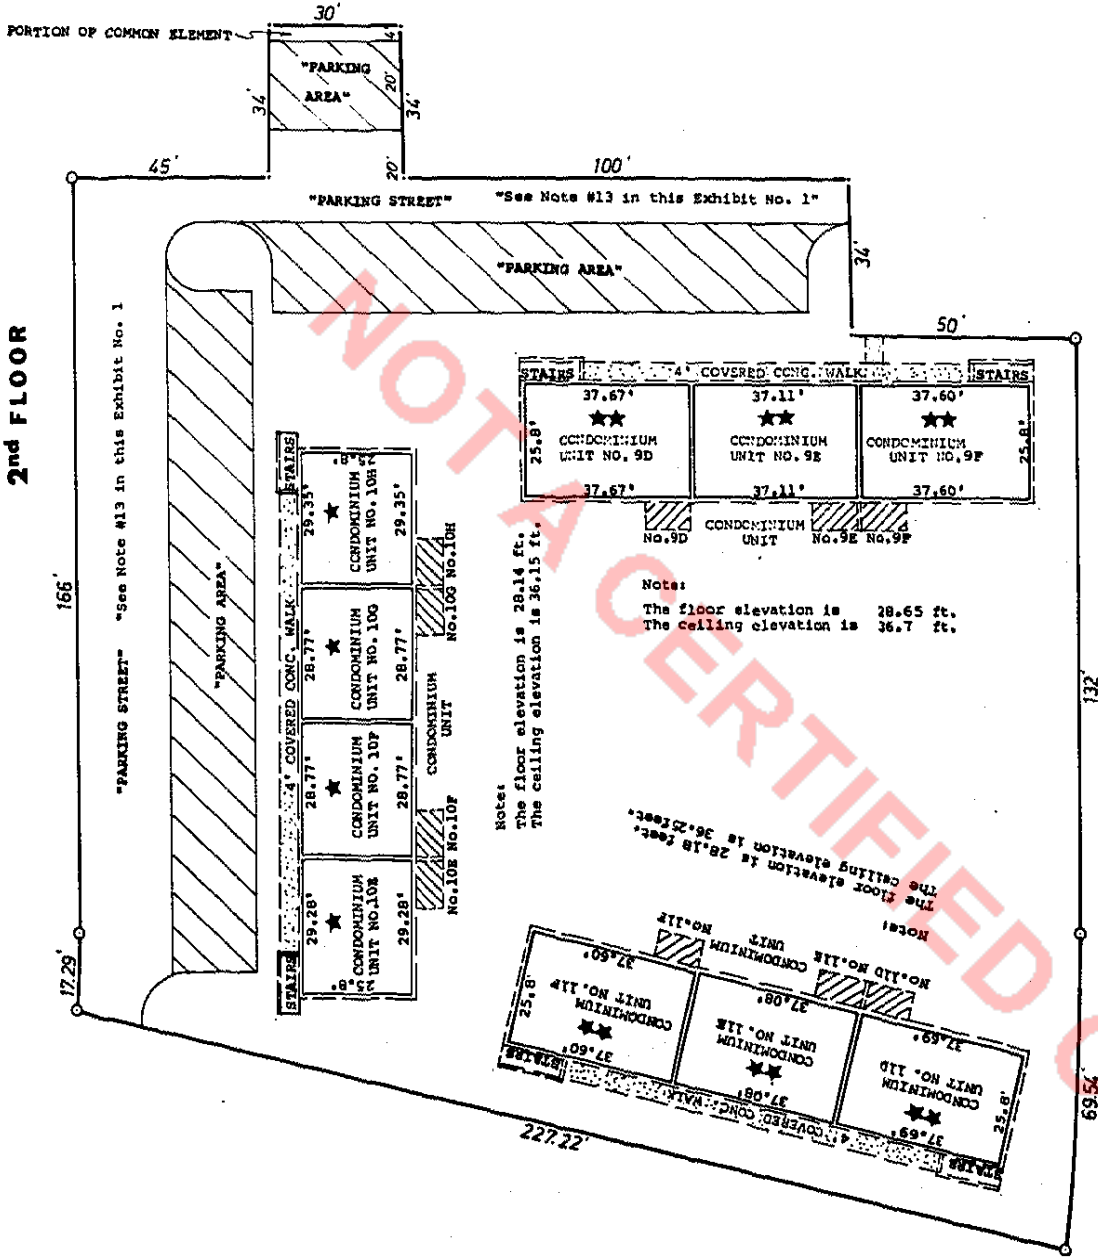 30'
PORTION OF COMMON ELEMENT
4'
"PARKING
AREA"
20'
34'
34'
45'
20'
100'
"PARKING STREET" "See Note #13 in this Exhibit No. 1"
"PARKING AREA"
34'
50'
2nd FLOOR
166'
17.29'
"PARKING STREET" "See Note #13 in this Exhibit No. 1
"PARKING AREA"
STAIRS 4' COVERED CONC. WALK STAIRS
37.67' 37.11' 37.60'
★★ ★★ ★★
25.8'
CONDOMINIUM
UNIT NO. 9D
CONDOMINIUM
UNIT NO. 9E
CONDOMINIUM
UNIT NO. 9F
25.8'
37.67' 37.11' 37.60'
CONDOMINIUM
UNIT
No.9D No.9E No.9F
Note:
The floor elevation is 28.65 ft.
The ceiling elevation is 36.7 ft.
STAIRS
4' COVERED CONC. WALK
STAIRS
29.35'
★
CONDOMINIUM
UNIT NO. 10H
29.35'
28.77'
★
CONDOMINIUM
UNIT NO. 10G
28.77'
28.77'
★
CONDOMINIUM
UNIT NO. 10F
28.77'
29.28'
★
CONDOMINIUM
UNIT NO.10E
29.28'
CONDOMINIUM
UNIT
No.10E No.10F
No.10G No.10H
Note:
The floor elevation is 28.14 ft.
The ceiling elevation is 36.15 ft.
132'
69.54'
227.22'
Note:
The floor elevation is 28.18 feet.
The ceiling elevation is 36.25feet.
No.11D No.11E
CONDOMINIUM
UNIT
No.11F
37.69' 37.08' 37.60'
25.8'
CONDOMINIUM
UNIT NO. 11D
★★
CONDOMINIUM
UNIT NO. 11E
★★
CONDOMINIUM
UNIT NO. 11F
★★
25.8'
37.69' 37.08' 37.60'
STAIRS 4' COVERED CONC. WALK STAIRS
NOT A CERTIFIED C